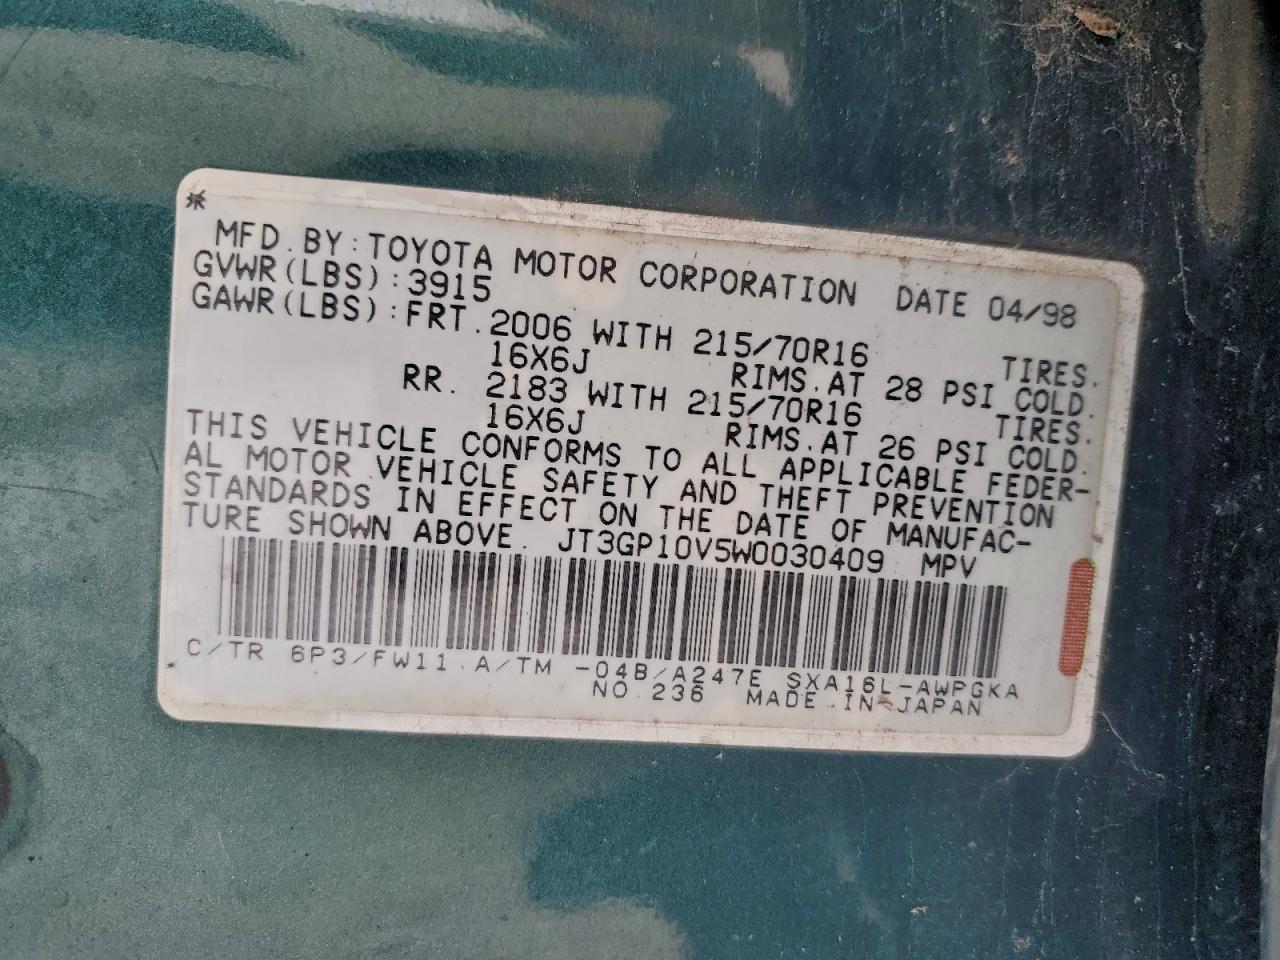 MFD.BY:TOYOTA MOTOR CORPORATION DATE 04/98
GVWR(LBS):3915
GAWR(LBS):FRT.2006 WITH 215/70R16 TIRES.
16X6J RIMS.AT 28 PSI COLD.
RR. 2183 WITH 215/70R16 TIRES.
16X6J RIMS.AT 26 PSI COLD.
THIS VEHICLE CONFORMS TO ALL APPLICABLE FEDER-
AL MOTOR VEHICLE SAFETY AND THEFT PREVENTION
STANDARDS IN EFFECT ON THE DATE OF MANUFAC-
TURE SHOWN ABOVE. JT3GP10V5W0030409 MPV
C/TR 6P3/FW11.A/TM -04B/A247E SXA16L-AWPGKA
NO.236 MADE.IN JAPAN